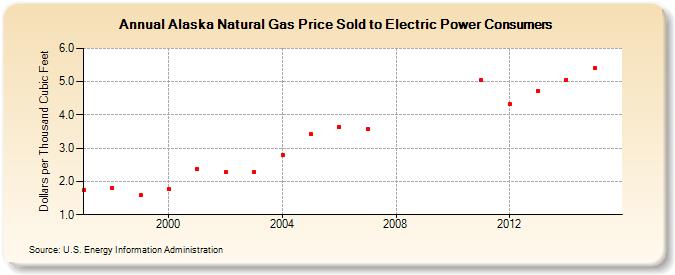 Annual Alaska Natural Gas Price Sold to Electric Power Consumers
Dollars per Thousand Cubic Feet
6.0
5.0
4.0
3.0
2.0
1.0
2000 2004 2008 2012
Source: U.S. Energy Information Administration